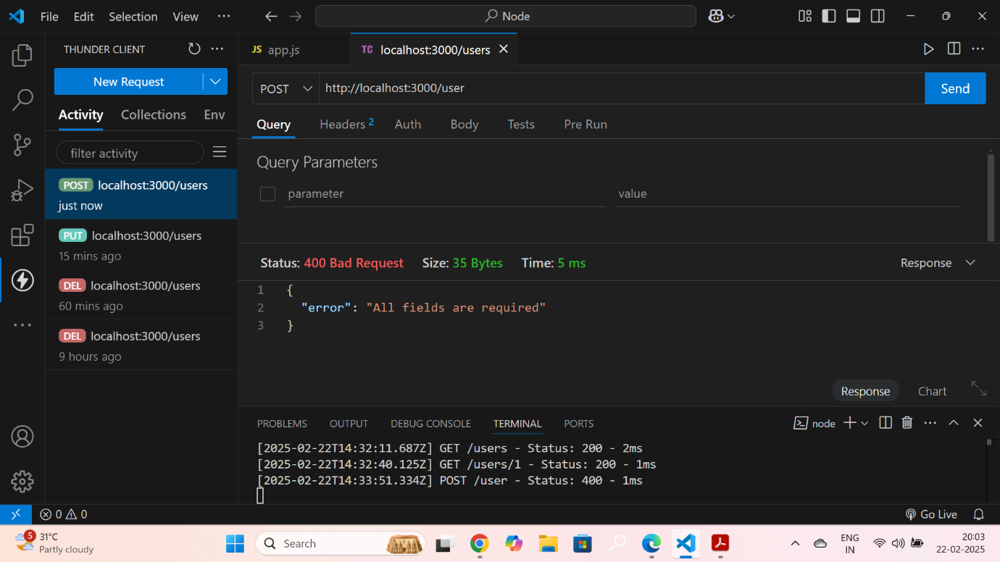 File Edit Selection View ... Node
THUNDER CLIENT
New Request
Activity Collections Env
filter activity
POST localhost:3000/users
just now
PUT localhost:3000/users
15 mins ago
DEL localhost:3000/users
60 mins ago
DEL localhost:3000/users
9 hours ago
JS app.js TC localhost:3000/users
POST http://localhost:3000/user Send
Query Headers 2 Auth Body Tests Pre Run
Query Parameters
parameter value
Status: 400 Bad Request Size: 35 Bytes Time: 5 ms Response
1 {
2 "error": "All fields are required"
3 }
Response Chart
PROBLEMS OUTPUT DEBUG CONSOLE TERMINAL PORTS node
[2025-02-22T14:32:11.687Z] GET /users - Status: 200 - 2ms
[2025-02-22T14:32:40.125Z] GET /users/1 - Status: 200 - 1ms
[2025-02-22T14:33:51.334Z] POST /user - Status: 400 - 1ms
0 0 Go Live
5 31°C
Partly cloudy
Search
ENG
IN
20:03
22-02-2025